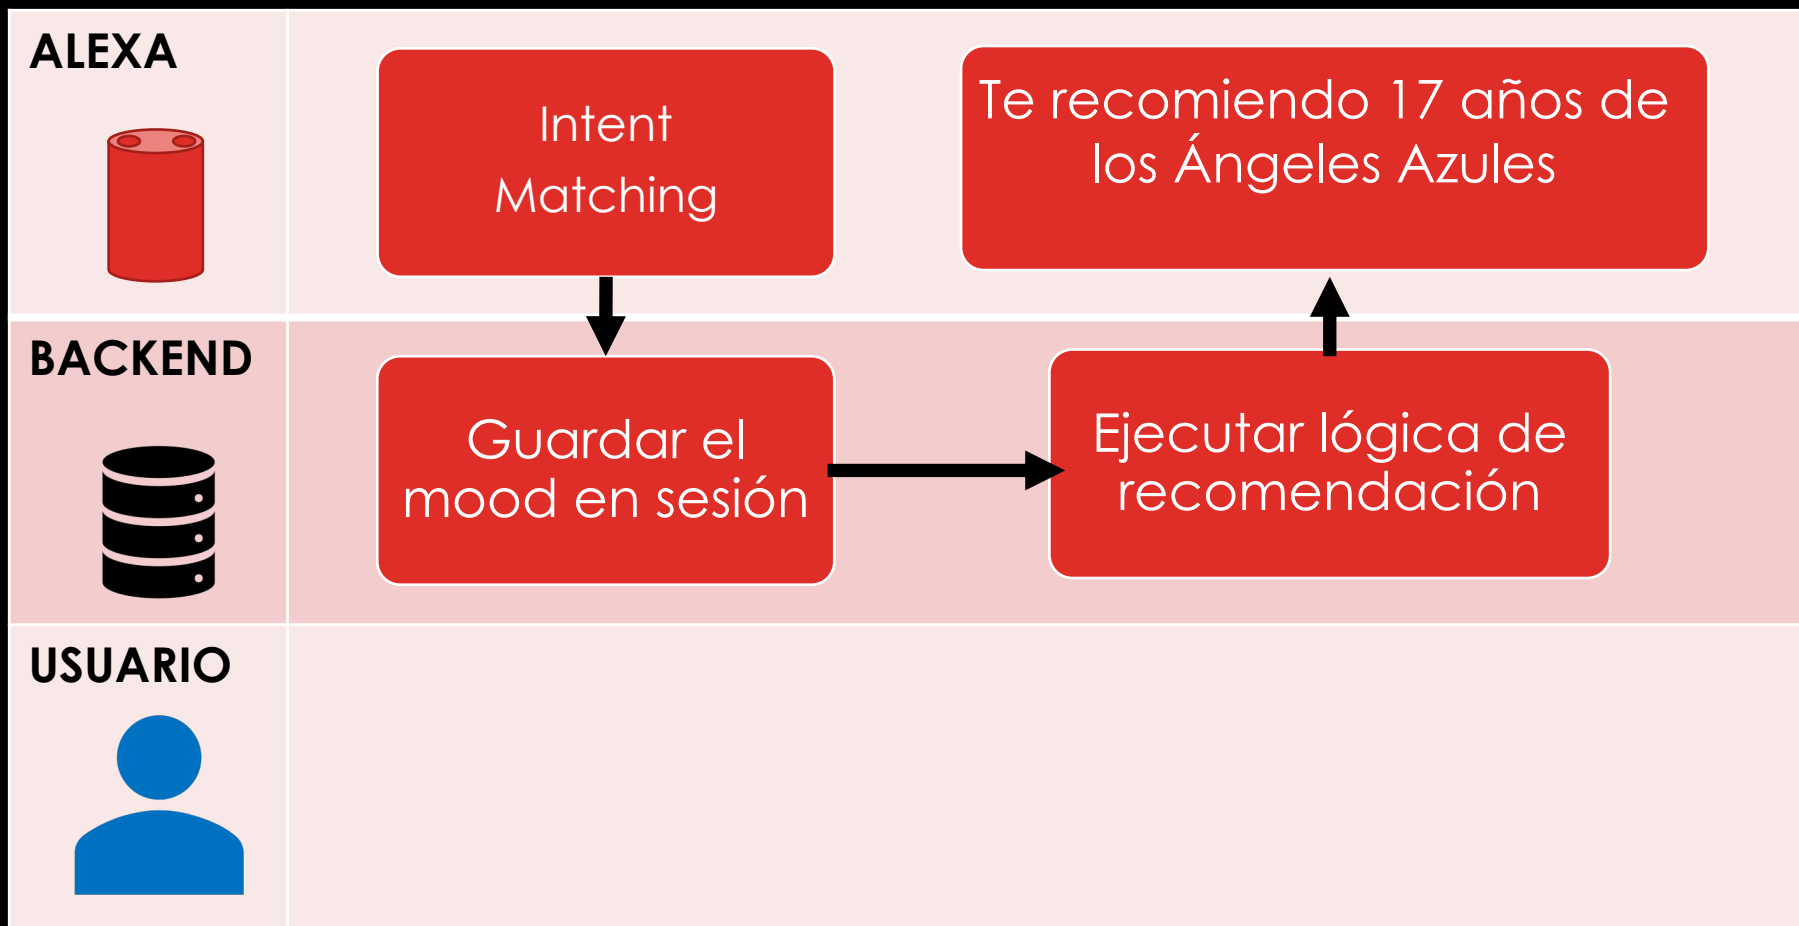 ALEXA
Intent
Matching
Te recomiendo 17 años de
los Ángeles Azules
BACKEND
Guardar el
mood en sesión
Ejecutar lógica de
recomendación
USUARIO